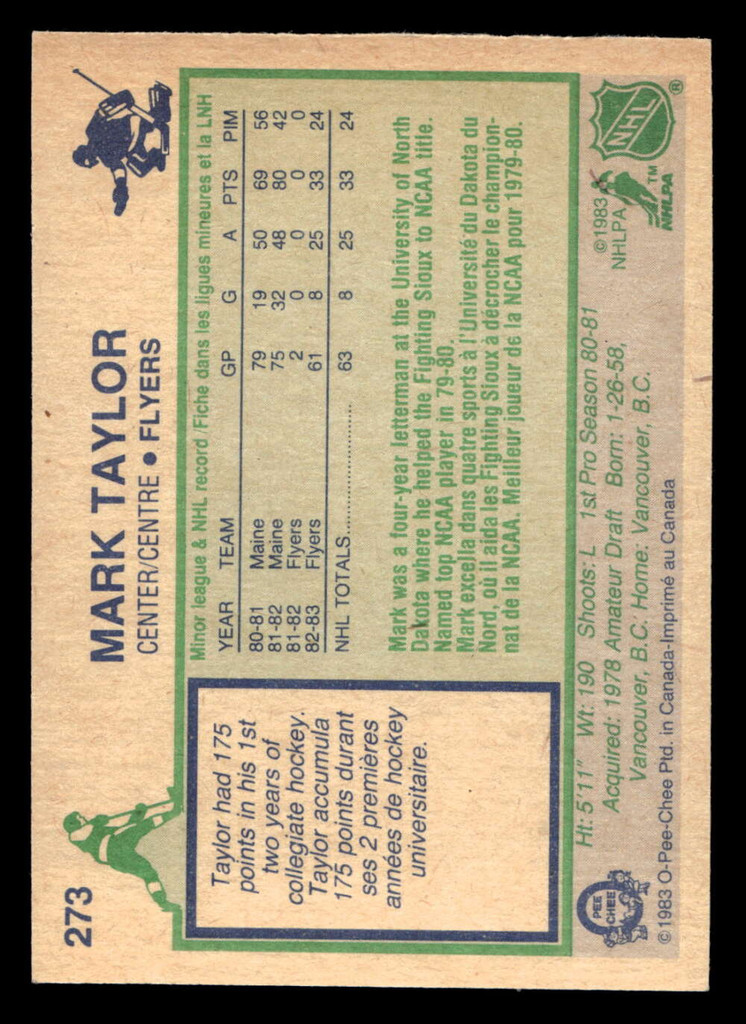 273
MARK TAYLOR
CENTER/CENTRE • FLYERS
Taylor had 175
points in his 1st
two years of
collegiate hockey.
Taylor accumula
175 points durant
ses 2 premières
années de hockey
universitaire.
Minor league & NHL record/Fiche dans les ligues mineures et la LNH
YEAR TEAM GP G A PTS PIM
80-81 Maine 79 19 50 69 56
81-82 Maine 75 32 48 80 42
81-82 Flyers 2 0 0 0 0
82-83 Flyers 61 8 25 33 24
NHL TOTALS.......................... 63 8 25 33 24
Mark was a four-year letterman at the University of North
Dakota where he helped the Fighting Sioux to NCAA title.
Named top NCAA player in 79-80.
Mark excella dans quatre sports à l'Université du Dakota du
Nord, où il aida les Fighting Sioux à décrocher le champion-
nat de la NCAA. Meilleur joueur de la NCAA pour 1979-80.
Ht: 5'11" Wt: 190 Shoots: L 1st Pro Season 80-81
Acquired: 1978 Amateur Draft Born: 1-26-58,
Vancouver, B.C. Home: Vancouver, B.C.
O PEE CHEE
© 1983 O-Pee-Chee Ptd. in Canada-Imprimé au Canada
© 1983
NHLPA
NHLPA ™
NHL ®